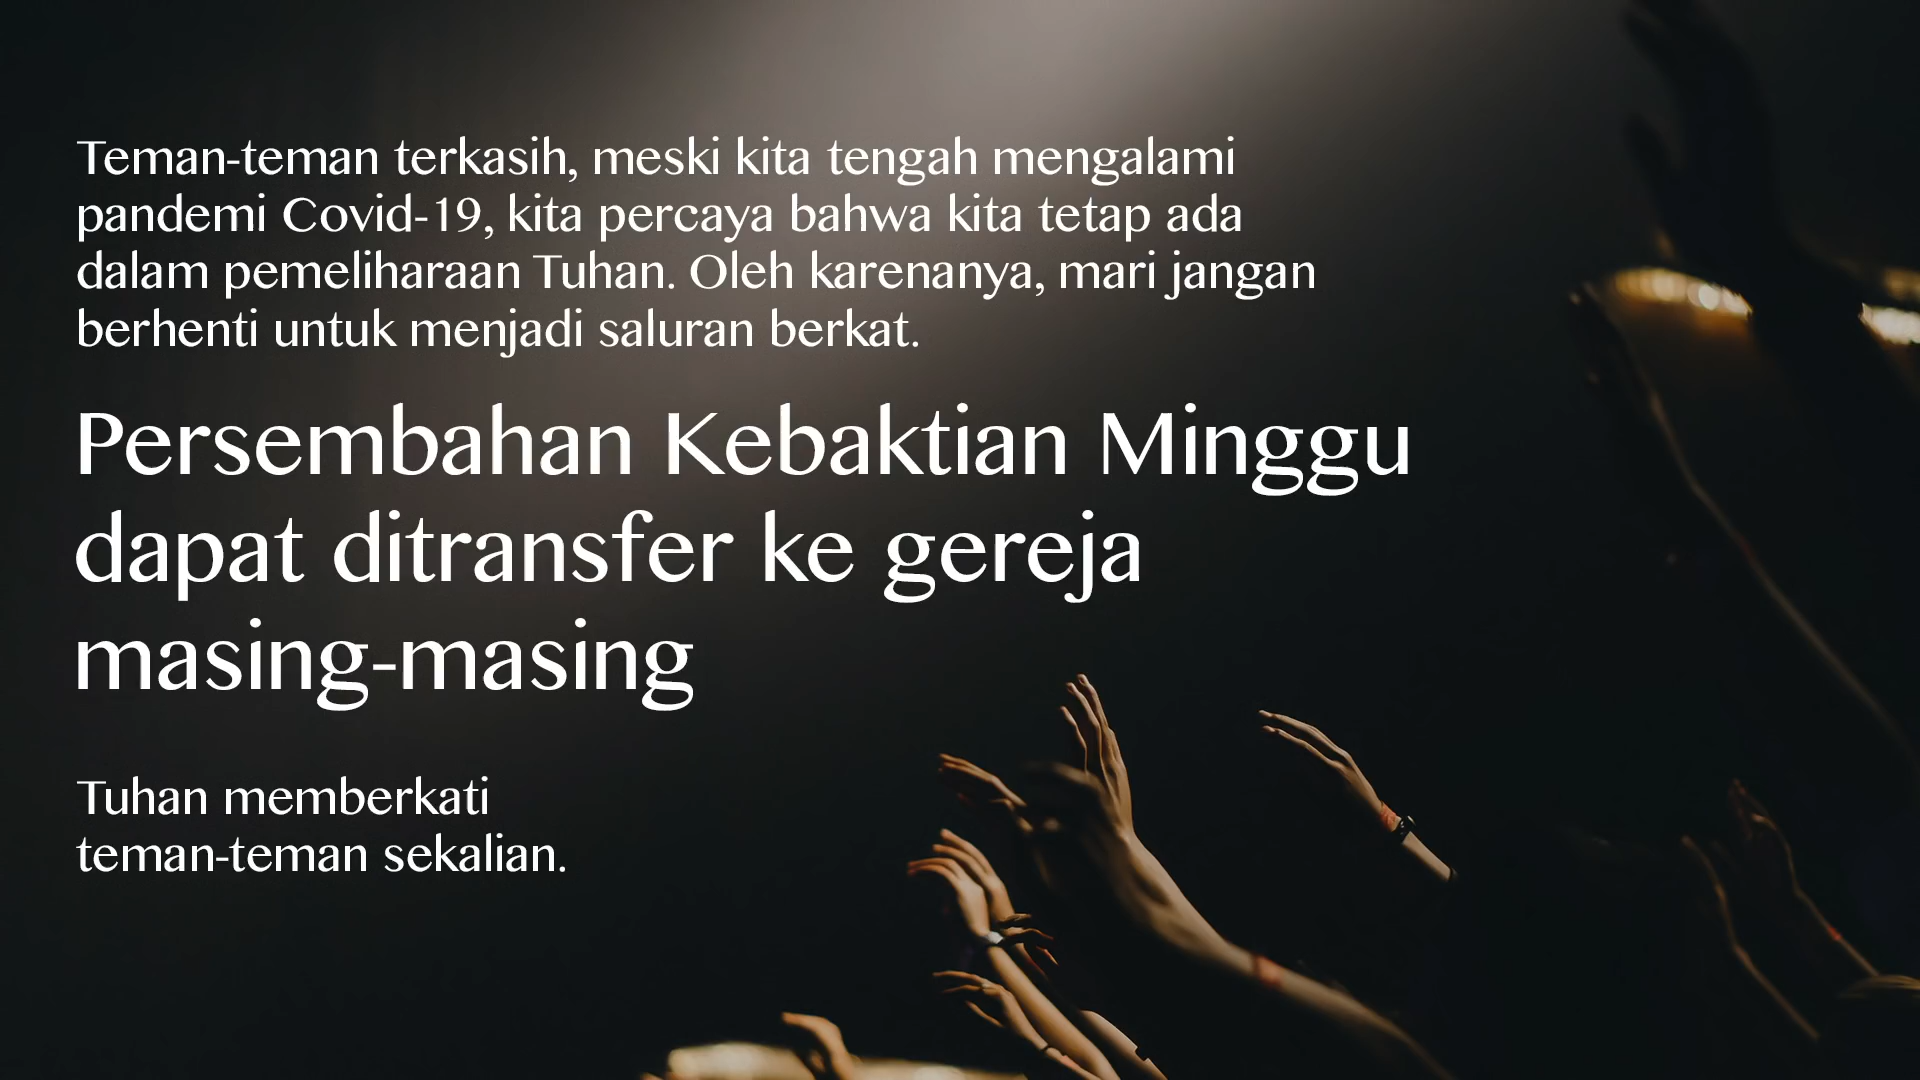 Teman-teman terkasih, meski kita tengah mengalami
pandemi Covid-19, kita percaya bahwa kita tetap ada
dalam pemeliharaan Tuhan. Oleh karenanya, mari jangan
berhenti untuk menjadi saluran berkat.
Persembahan Kebaktian Minggu
dapat ditransfer ke gereja
masing-masing
Tuhan memberkati
teman-teman sekalian.